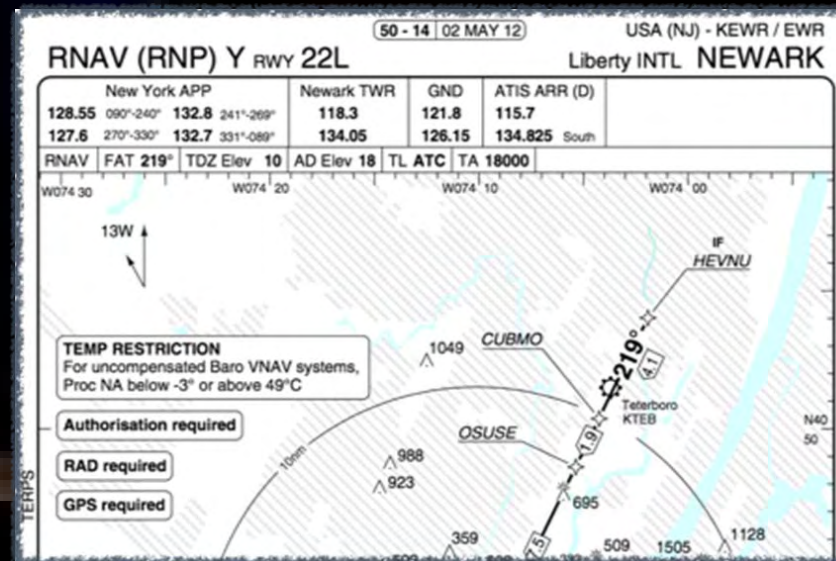 50 - 14 02 MAY 12
USA (NJ) - KEWR / EWR
RNAV (RNP) Y RWY 22L
Liberty INTL NEWARK
New York APP Newark TWR GND ATIS ARR (D)
128.55 090°-240° 132.8 241°-269° 118.3 121.8 115.7
127.6 270°-330° 132.7 331°-089° 134.05 126.15 134.825 South
RNAV FAT 219° TDZ Elev 10 AD Elev 18 TL ATC TA 18000
W074 30 W074 20 W074 10 W074 00
13W
IF
HEVNU
219°
4.1
CUBMO
1049
TEMP RESTRICTION
For uncompensated Baro VNAV systems,
Proc NA below -3° or above 49°C
Teterboro
KTEB
Authorisation required
N40
50
OSUSE
1.9
10nm
988
RAD required
923
GPS required
695
TERPS
359
7.5
509
1505
1128